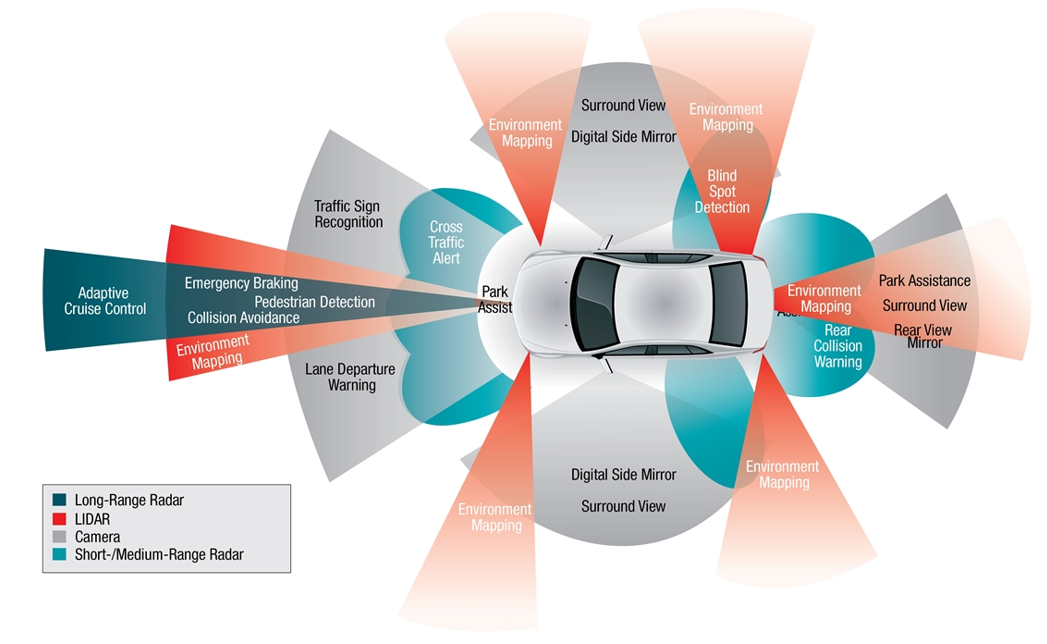 Surround View
Digital Side Mirror
Environment
Mapping
Environment
Mapping
Blind
Spot
Detection
Traffic Sign
Recognition
Cross
Traffic
Alert
Adaptive
Cruise Control
Emergency Braking
Pedestrian Detection
Collision Avoidance
Environment
Mapping
Park
Assist
Lane Departure
Warning
Environment
Mapping
Park Assistance
Surround View
Rear View
Mirror
Rear
Collision
Warning
Digital Side Mirror
Surround View
Environment
Mapping
Environment
Mapping
Long-Range Radar
LIDAR
Camera
Short-/Medium-Range Radar